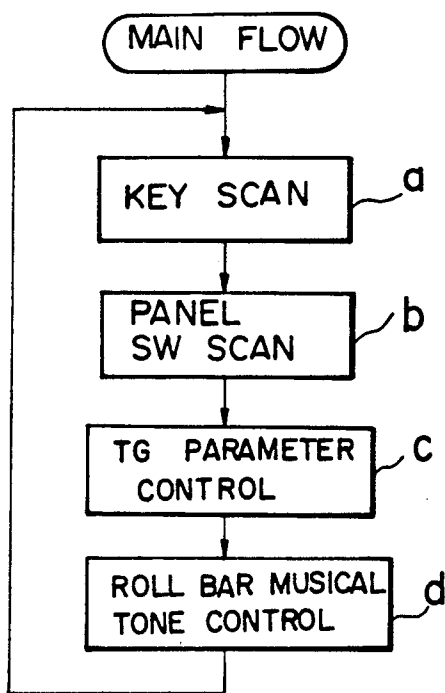 MAIN FLOW
KEY SCAN
a
PANEL
SW SCAN
b
TG PARAMETER
CONTROL
c
ROLL BAR MUSICAL
TONE CONTROL
d